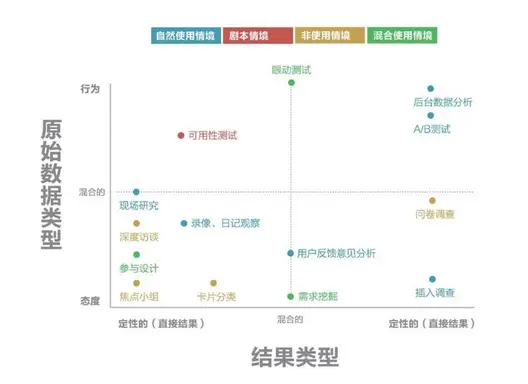 自然使用情境 剧本情境 非使用情境 混合使用情境
眼动测试
行为
后台数据分析
A/B测试
可用性测试
原始数据类型
混合的
现场研究
问卷调查
录像、日记观察
深度访谈
用户反馈意见分析
参与设计
插入调查
焦点小组 卡片分类 需求挖掘
态度
定性的（直接结果） 混合的 定性的（直接结果）
结果类型